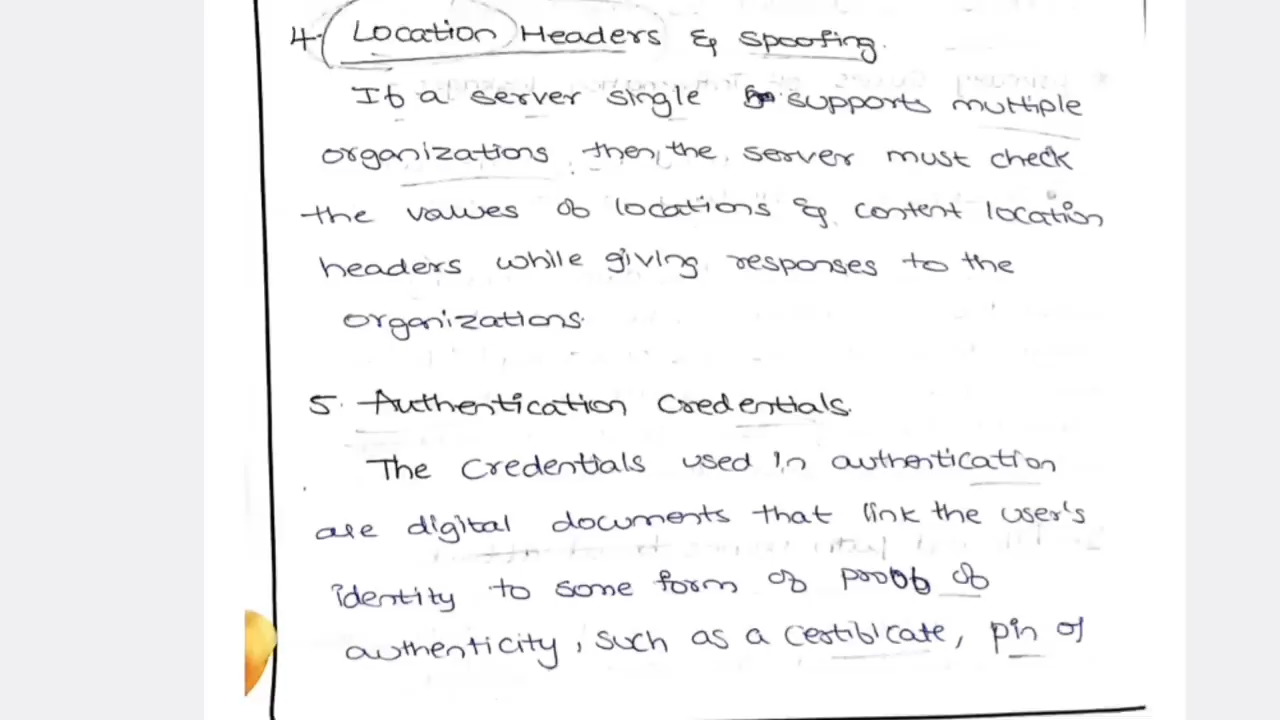 4. Location Headers & Spoofing.
If a server single supports multiple
organizations, then, the server must check
the values of locations & content location
headers while giving responses to the
organizations.
5. Authentication Credentials.
The credentials used in authentication
are digital documents that link the user's
identity to some form of proof of
authenticity, such as a certificate, pin of